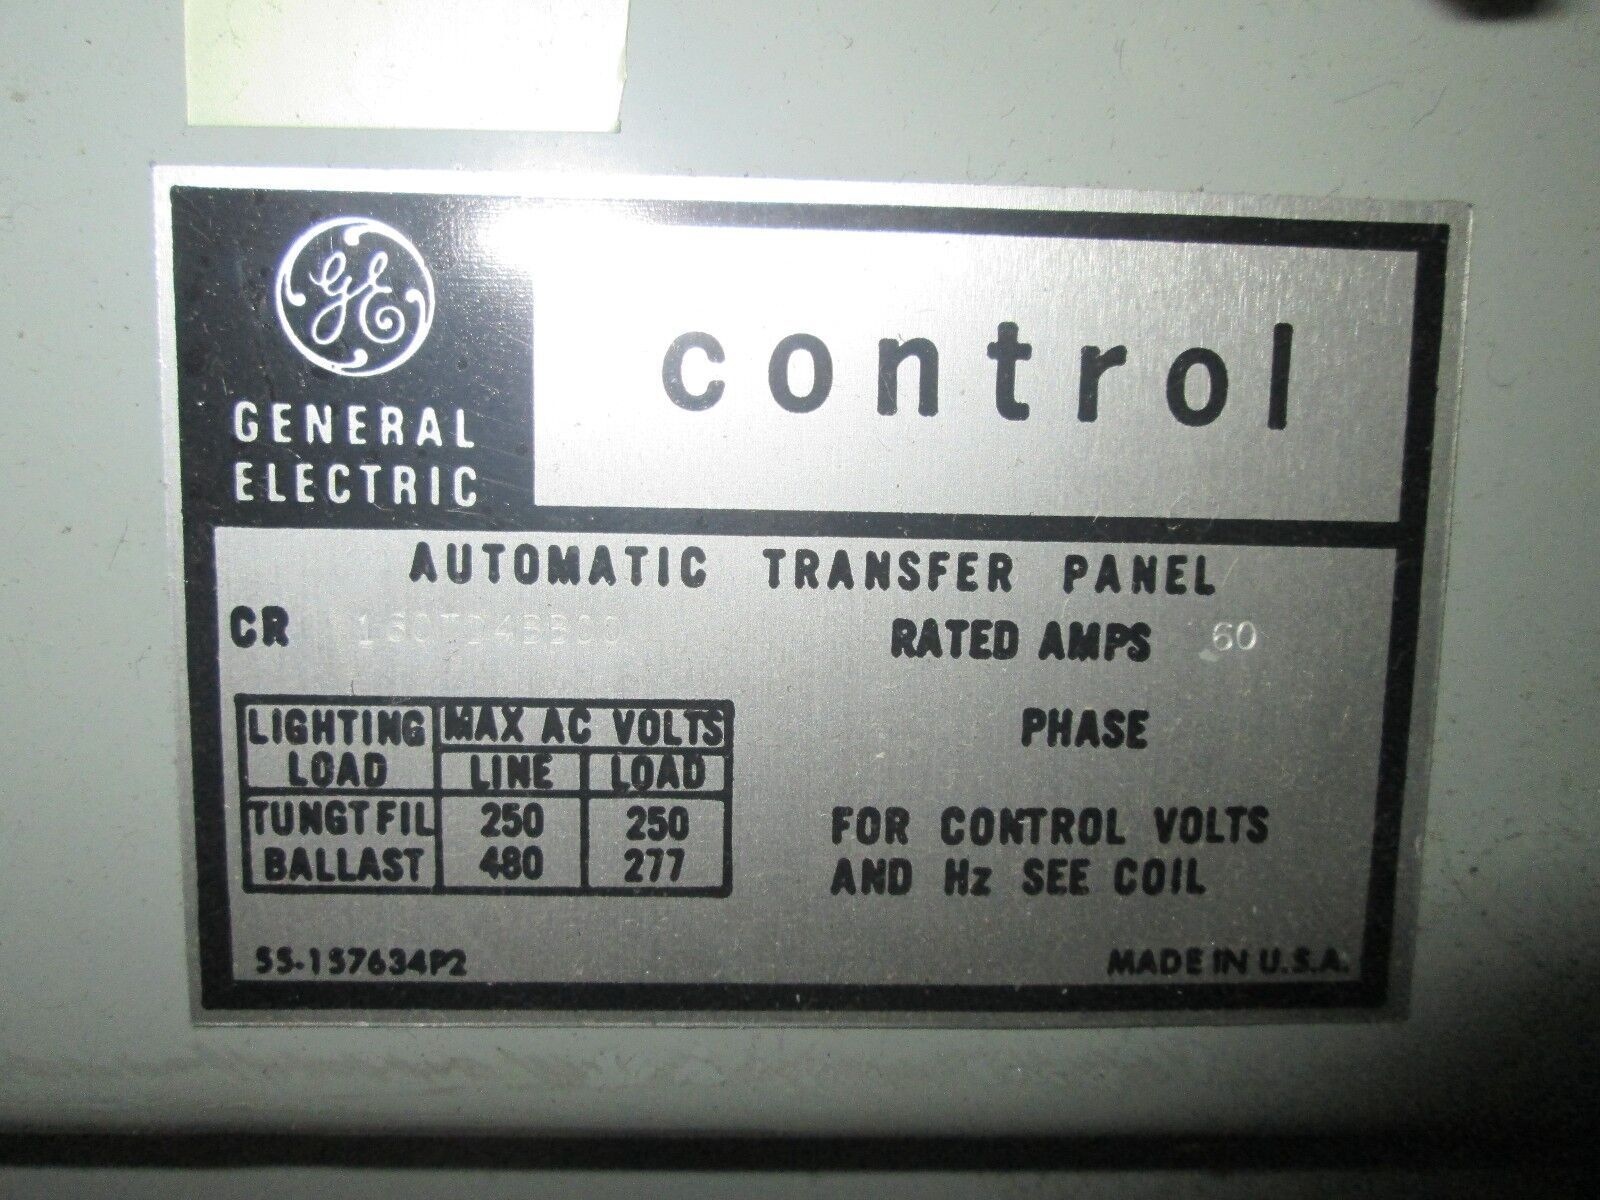 GE
GENERAL
ELECTRIC
control
AUTOMATIC TRANSFER PANEL
CR RATED AMPS 60
LIGHTING LOAD MAX AC VOLTS
LINE LOAD
TUNGTFIL 250 250
BALLAST 480 277
PHASE
FOR CONTROL VOLTS
AND Hz SEE COIL
55-157634P2
MADE IN U.S.A.